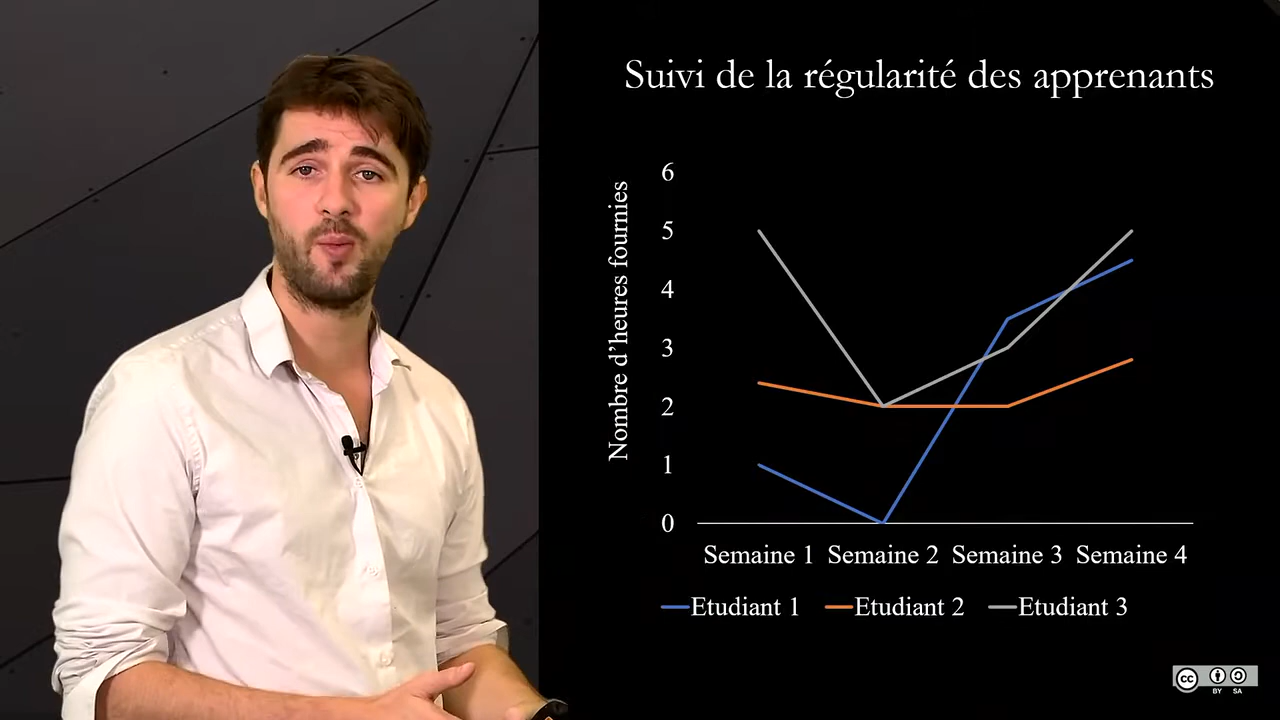 Suivi de la régularité des apprenants
Nombre d'heures fournies
6
5
4
3
2
1
0
Semaine 1 Semaine 2 Semaine 3 Semaine 4
Etudiant 1 Etudiant 2 Etudiant 3
cc
BY SA